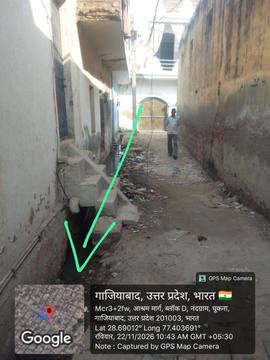 GPS Map Camera
गाजियाबाद, उत्तर प्रदेश, भारत 🇮🇳
Mcr3+2fw, आश्रम मार्ग, ब्लॉक D, नंदग्राम, घूकना,
गाजियाबाद, उत्तर प्रदेश 201003, भारत
Lat 28.69012° Long 77.403691°
रविवार, 22/11/2026 10:43 AM GMT +05:30
Note : Captured by GPS Map Camera
Google